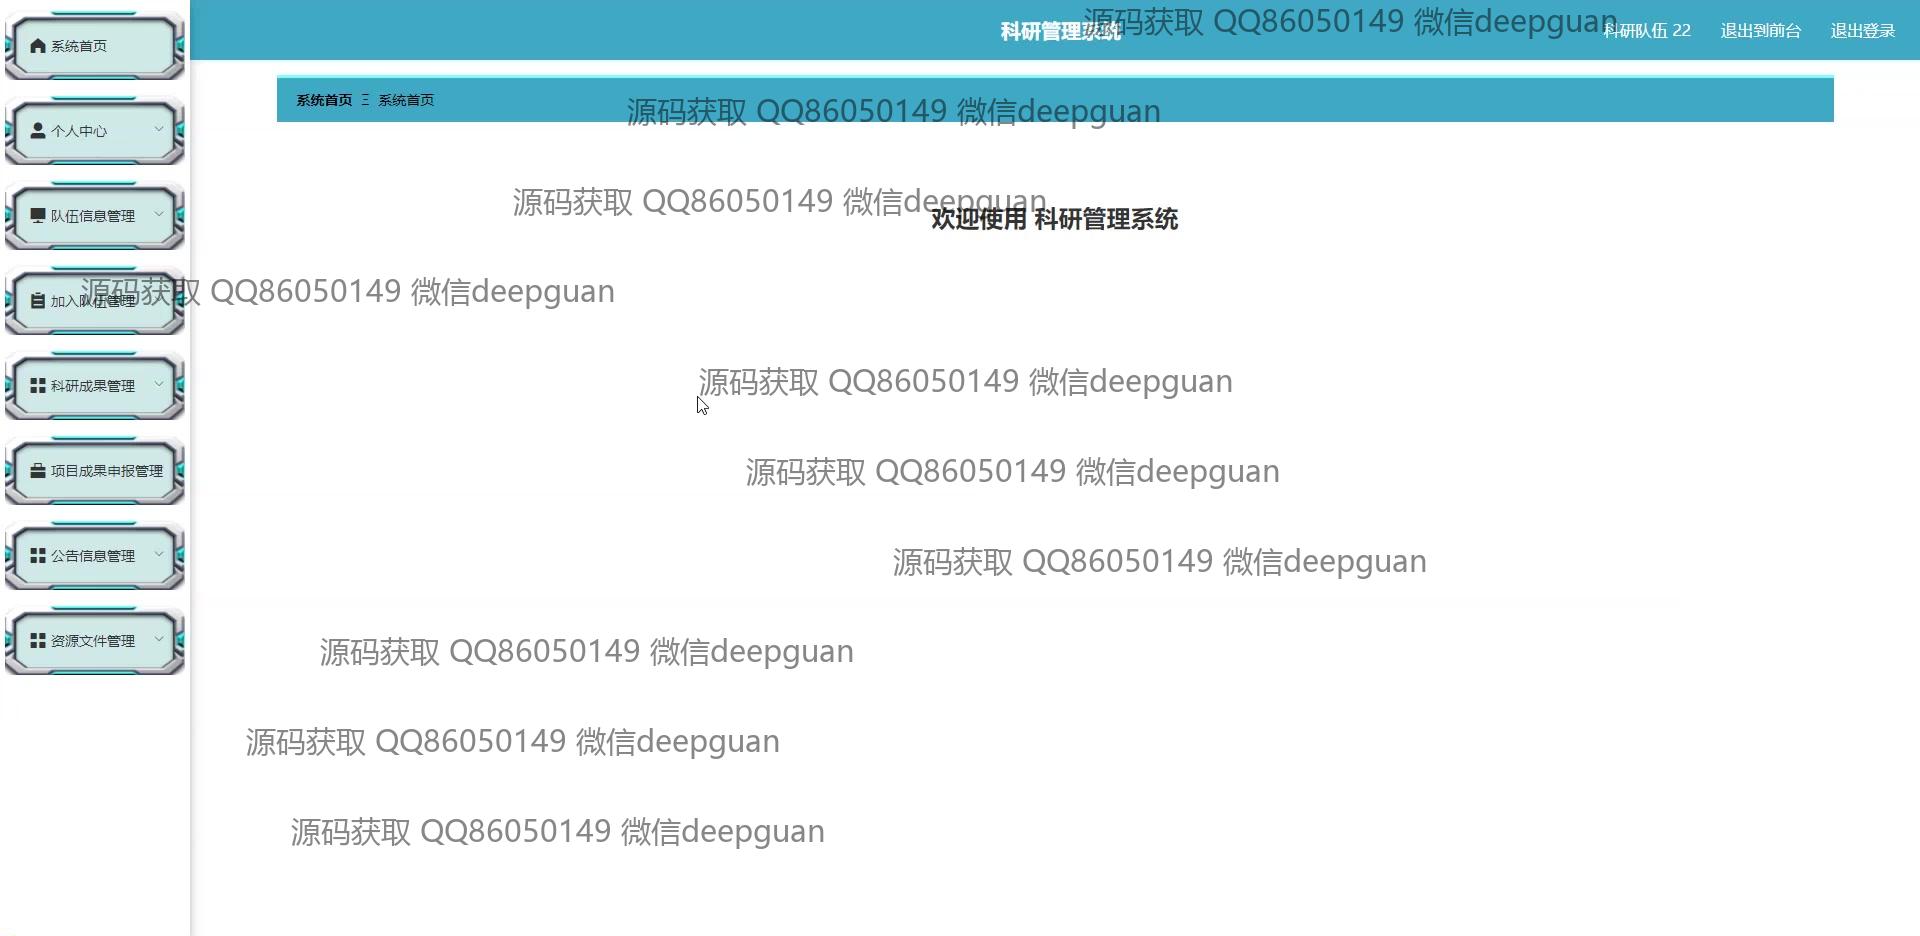 系统首页
个人中心
队伍信息管理
加入队伍管理
科研成果管理
项目成果申报管理
公告信息管理
资源文件管理
科研管理系统
科研队伍 22
退出到前台
退出登录
系统首页 Ξ 系统首页
欢迎使用 科研管理系统
源码获取 QQ86050149 微信deepguan
源码获取 QQ86050149 微信deepguan
源码获取 QQ86050149 微信deepguan
源码获取 QQ86050149 微信deepguan
源码获取 QQ86050149 微信deepguan
源码获取 QQ86050149 微信deepguan
源码获取 QQ86050149 微信deepguan
源码获取 QQ86050149 微信deepguan
源码获取 QQ86050149 微信deepguan
源码获取 QQ86050149 微信deepguan